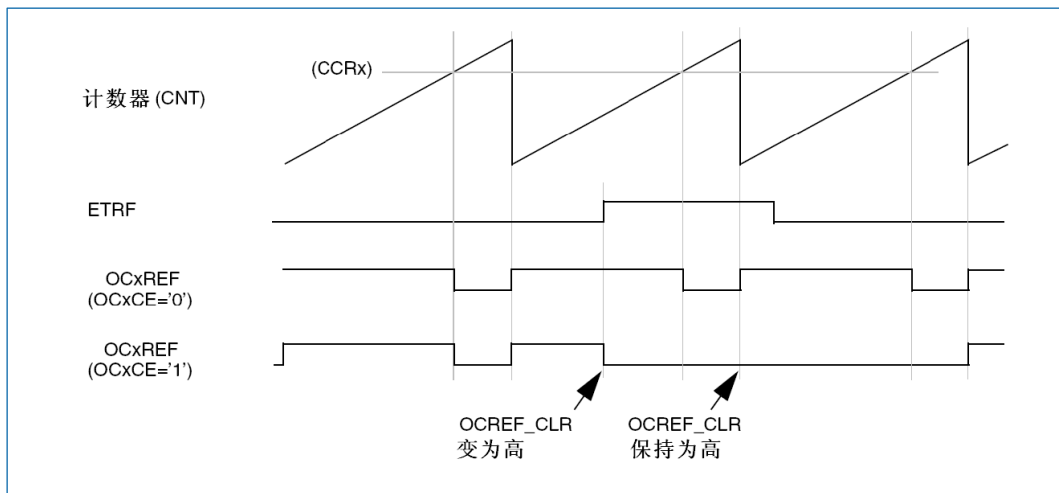 (CCRx)
计数器 (CNT)
ETRF
OCxREF
(OCxCE='0')
OCxREF
(OCxCE='1')
OCREF_CLR
变为高
OCREF_CLR
保持为高